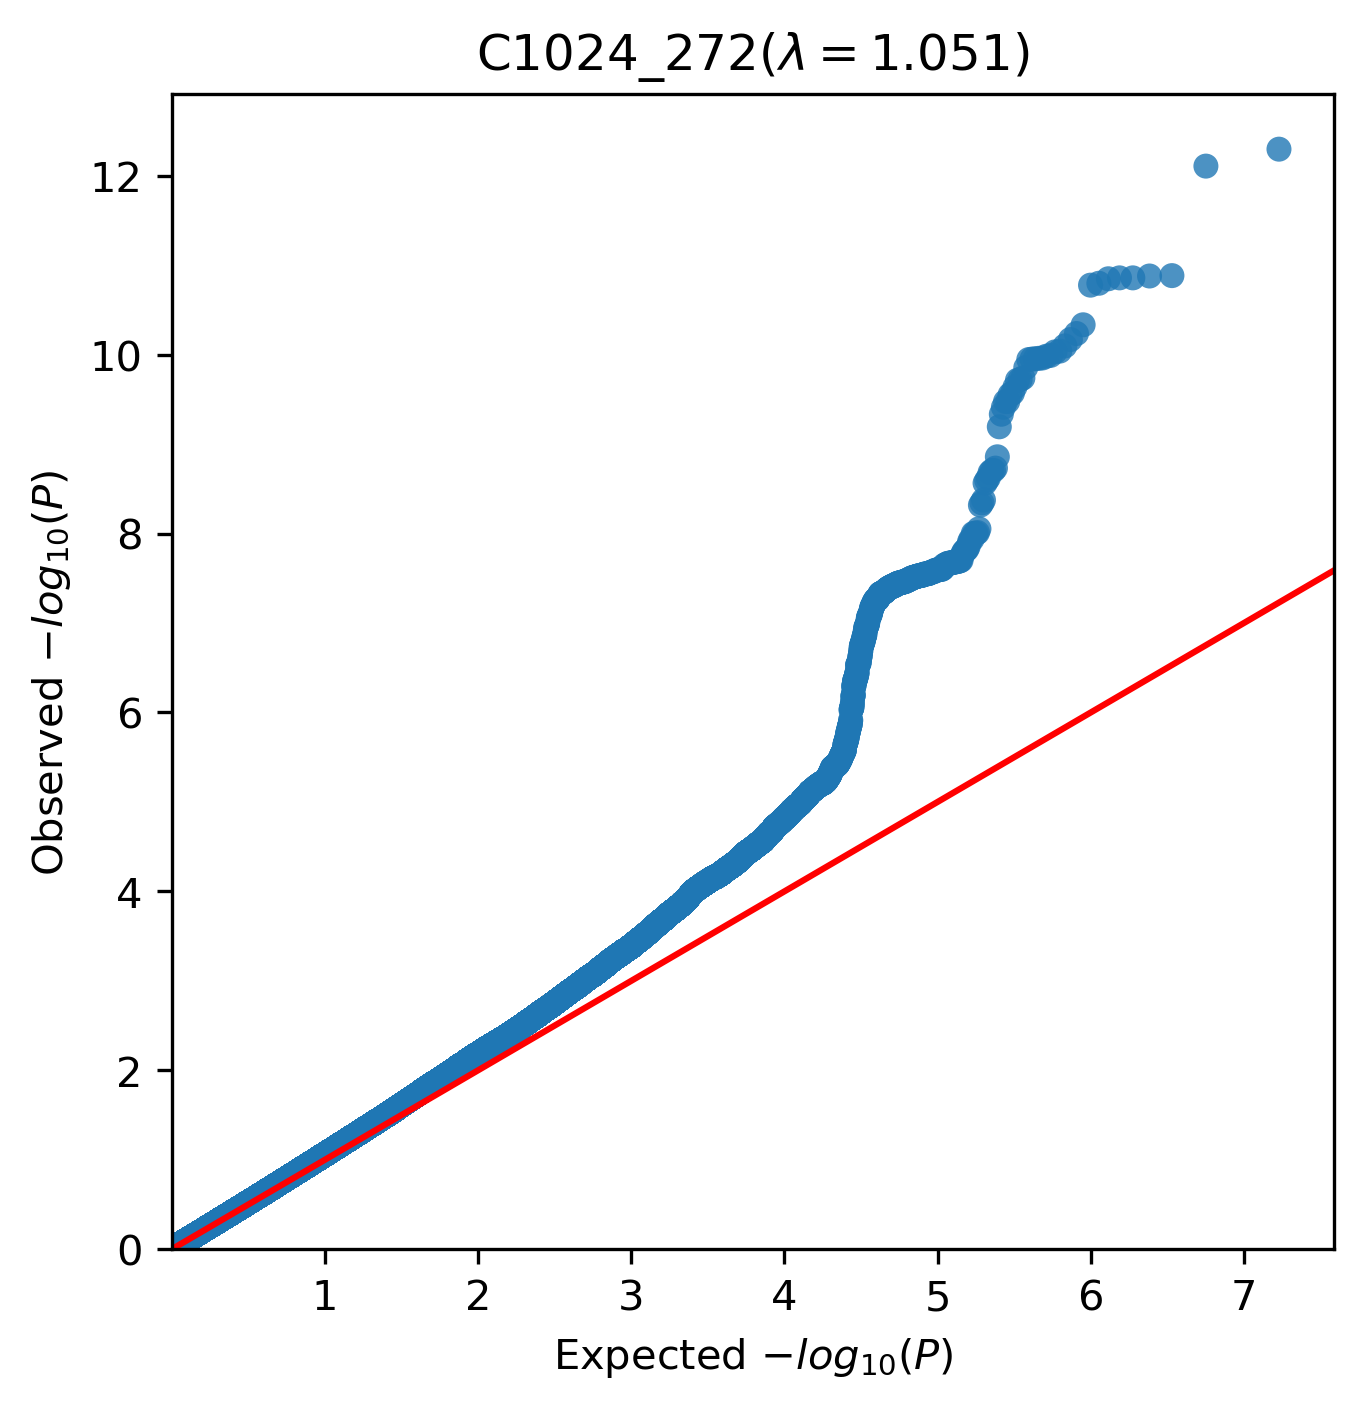 C1024_272(λ = 1.051)
12
10
8
6
4
2
0
Observed −log₁₀(P)
1 2 3 4 5 6 7
Expected −log₁₀(P)